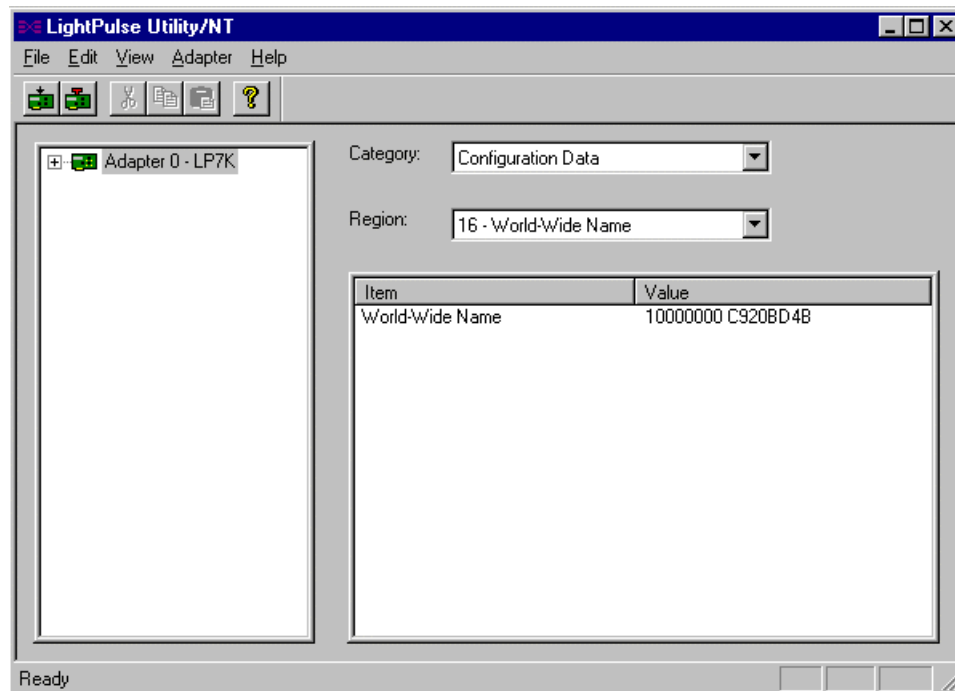 LightPulse Utility/NT
File Edit View Adapter Help
Adapter 0 - LP7K
Category: Configuration Data
Region: 16 - World-Wide Name
Item Value
World-Wide Name 10000000 C920BD4B
Ready